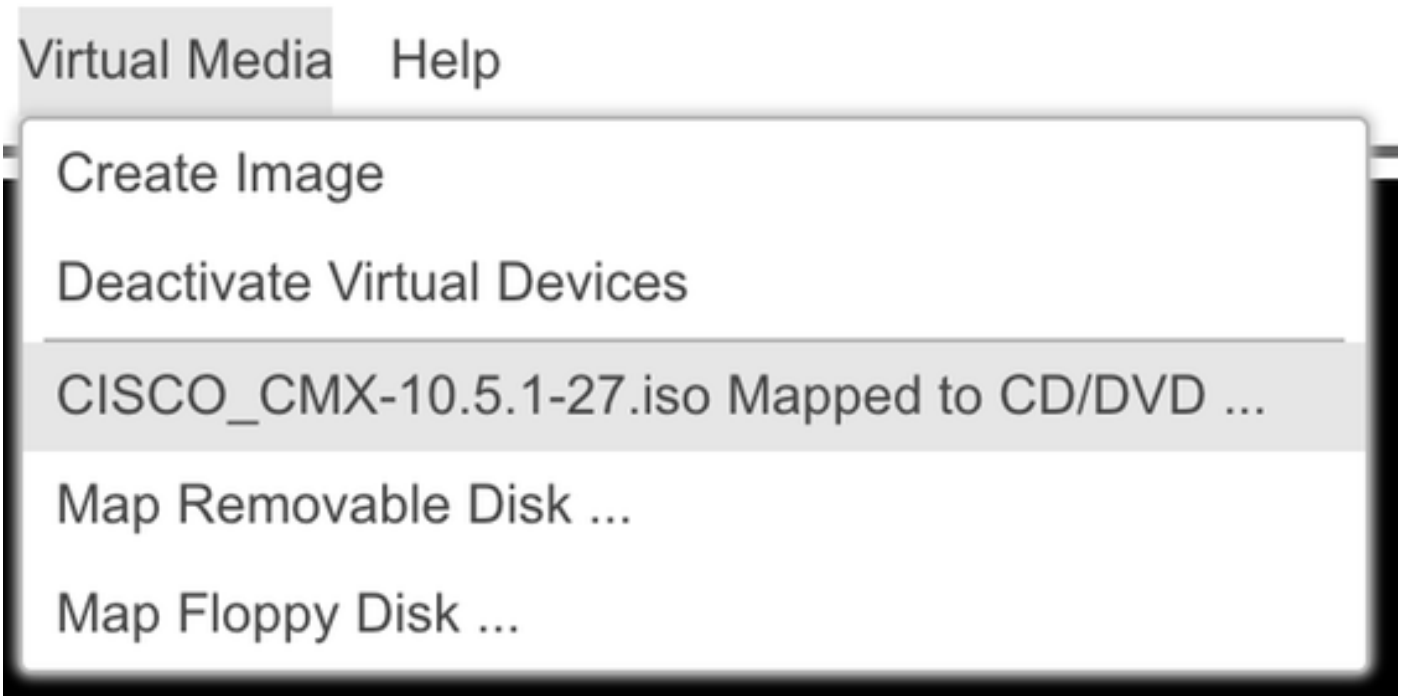 Virtual Media Help
Create Image
Deactivate Virtual Devices
CISCO_CMX-10.5.1-27.iso Mapped to CD/DVD ...
Map Removable Disk ...
Map Floppy Disk ...